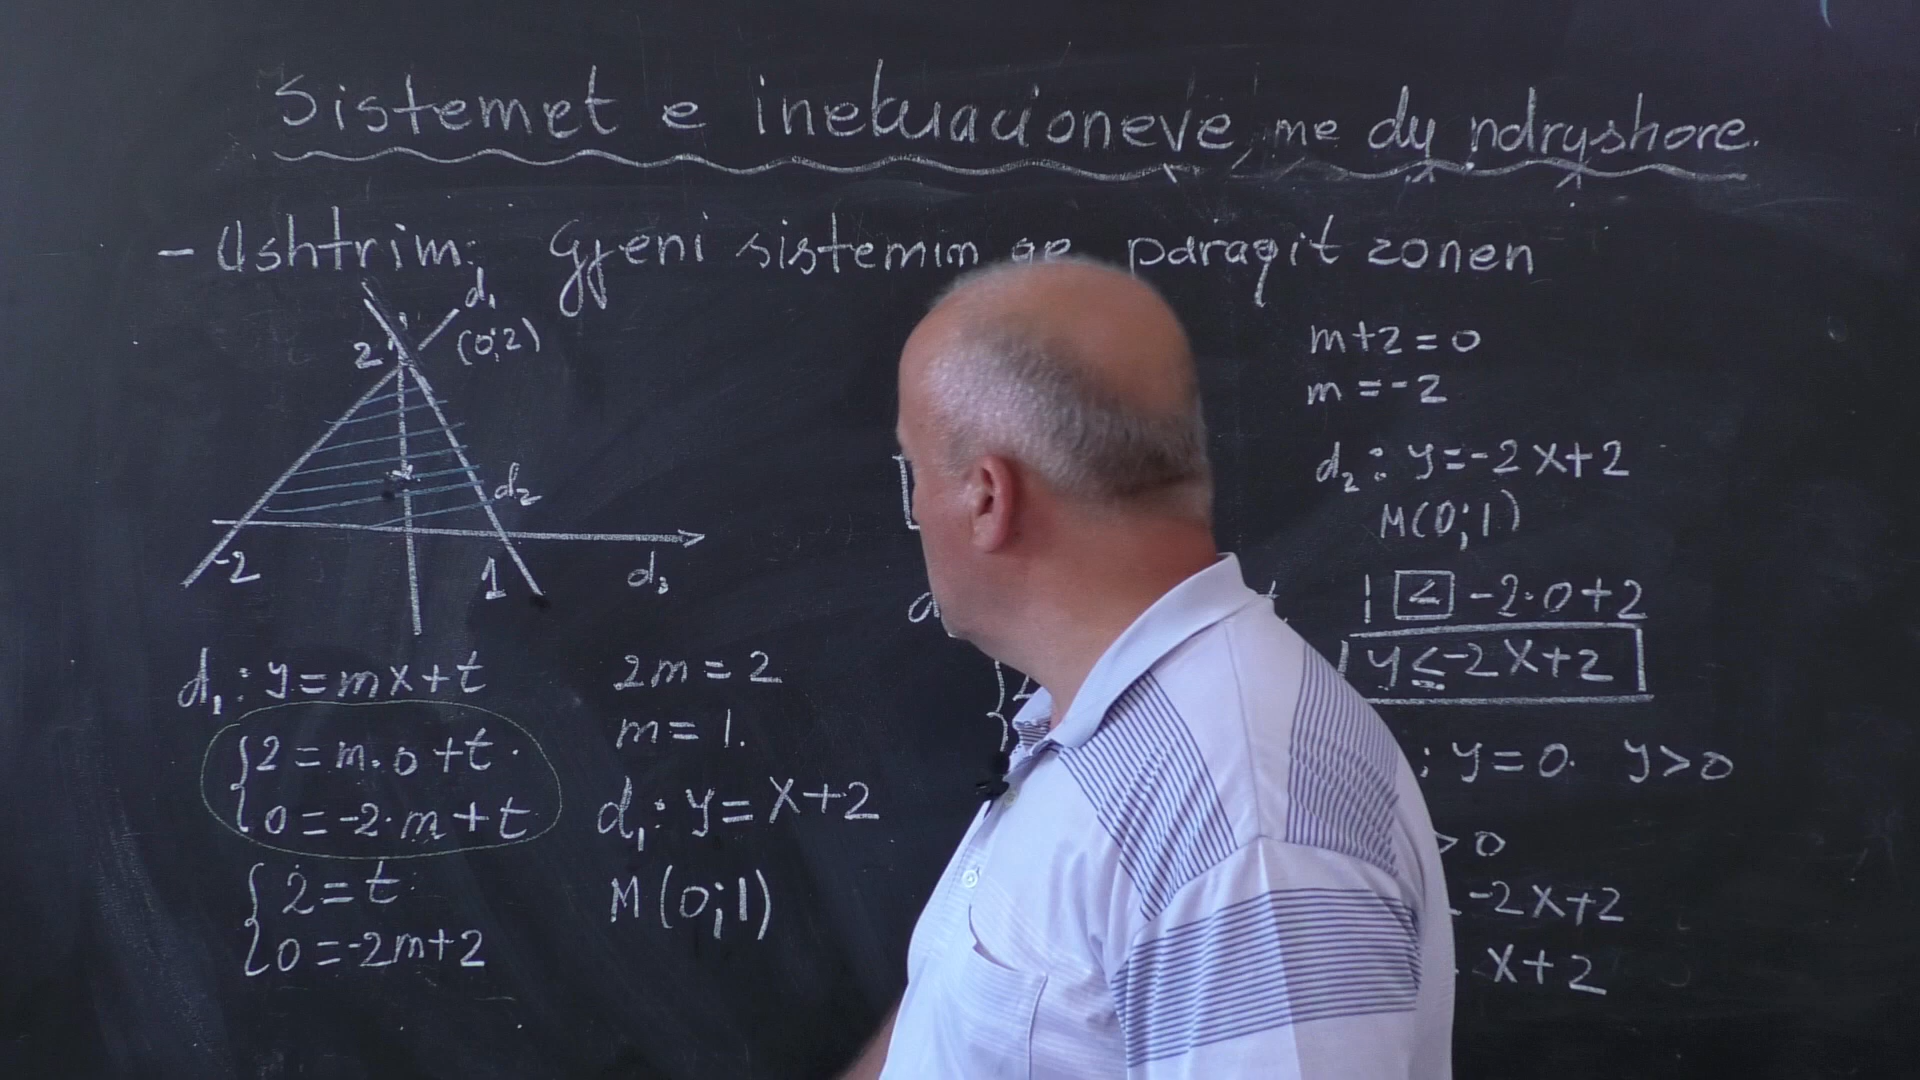 Sistemet e inekuacioneve me dy ndryshore.
- Ushtrim: Gjeni sistemin qe paraqit zonen
d₁
(0;2)
2
d₂
-2
1
d₃
d₁: y=mx+t
{2=m·0+t
{0=-2·m+t
{2=t
{0=-2m+2
2m=2
m=1.
d₁: y=x+2
M(0;1)
m+2=0
m=-2
d₂: y=-2x+2
M(0;1)
1 < -2·0+2
y≤-2x+2
; y=0. y>0
>0
-2x+2
x+2